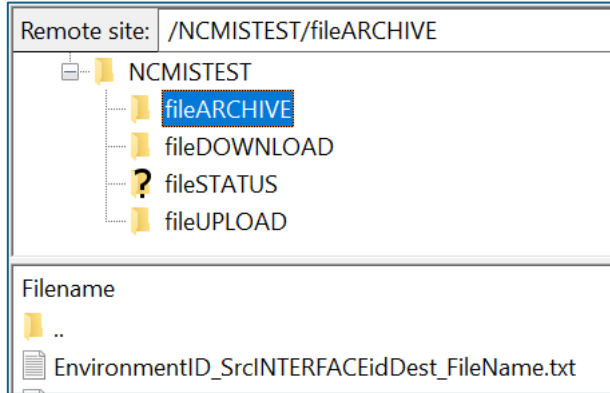 Remote site: /NCMISTEST/fileARCHIVE
NCMISTEST
fileARCHIVE
fileDOWNLOAD
? fileSTATUS
fileUPLOAD
Filename
..
EnvironmentID_SrcINTERFACEidDest_FileName.txt